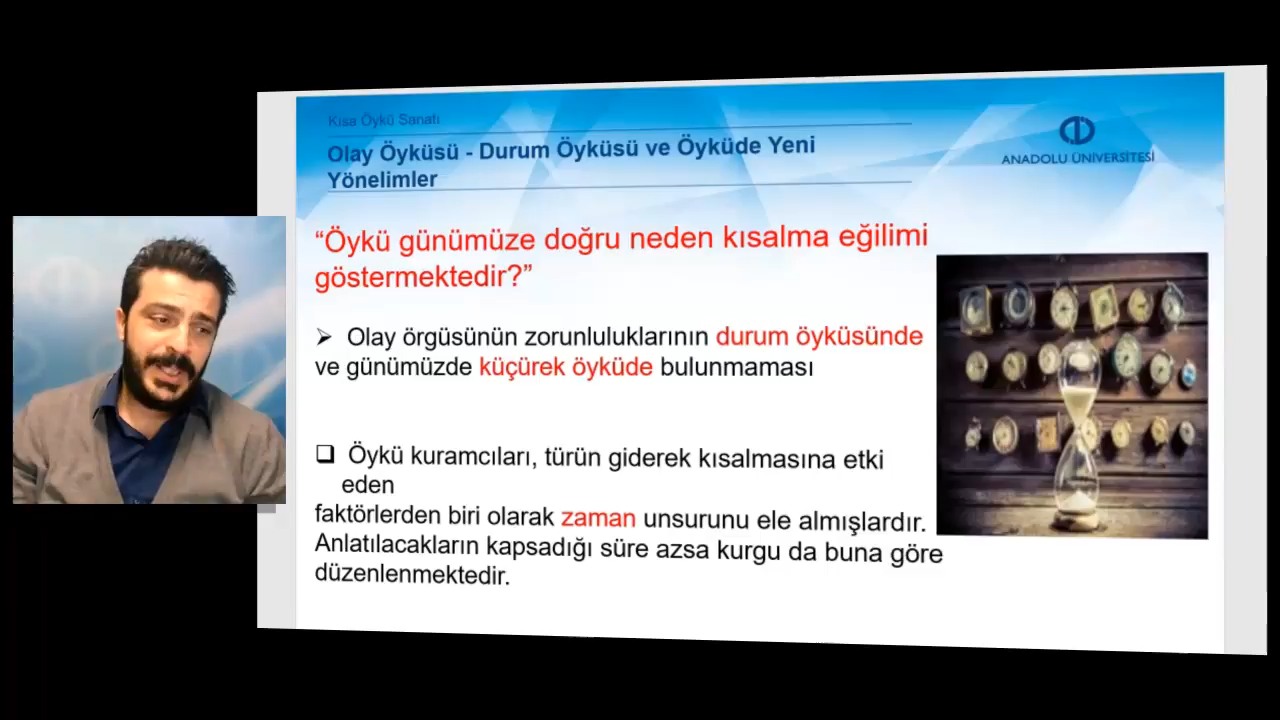 Kısa Öykü Sanatı
Olay Öyküsü - Durum Öyküsü ve Öyküde Yeni
Yönelimler
ANADOLU ÜNİVERSİTESİ
“Öykü günümüze doğru neden kısalma eğilimi
göstermektedir?”
Olay örgüsünün zorunluluklarının durum öyküsünde
ve günümüzde küçürek öyküde bulunmaması
Öykü kuramcıları, türün giderek kısalmasına etki
eden
faktörlerden biri olarak zaman unsurunu ele almışlardır.
Anlatılacakların kapsadığı süre azsa kurgu da buna göre
düzenlenmektedir.